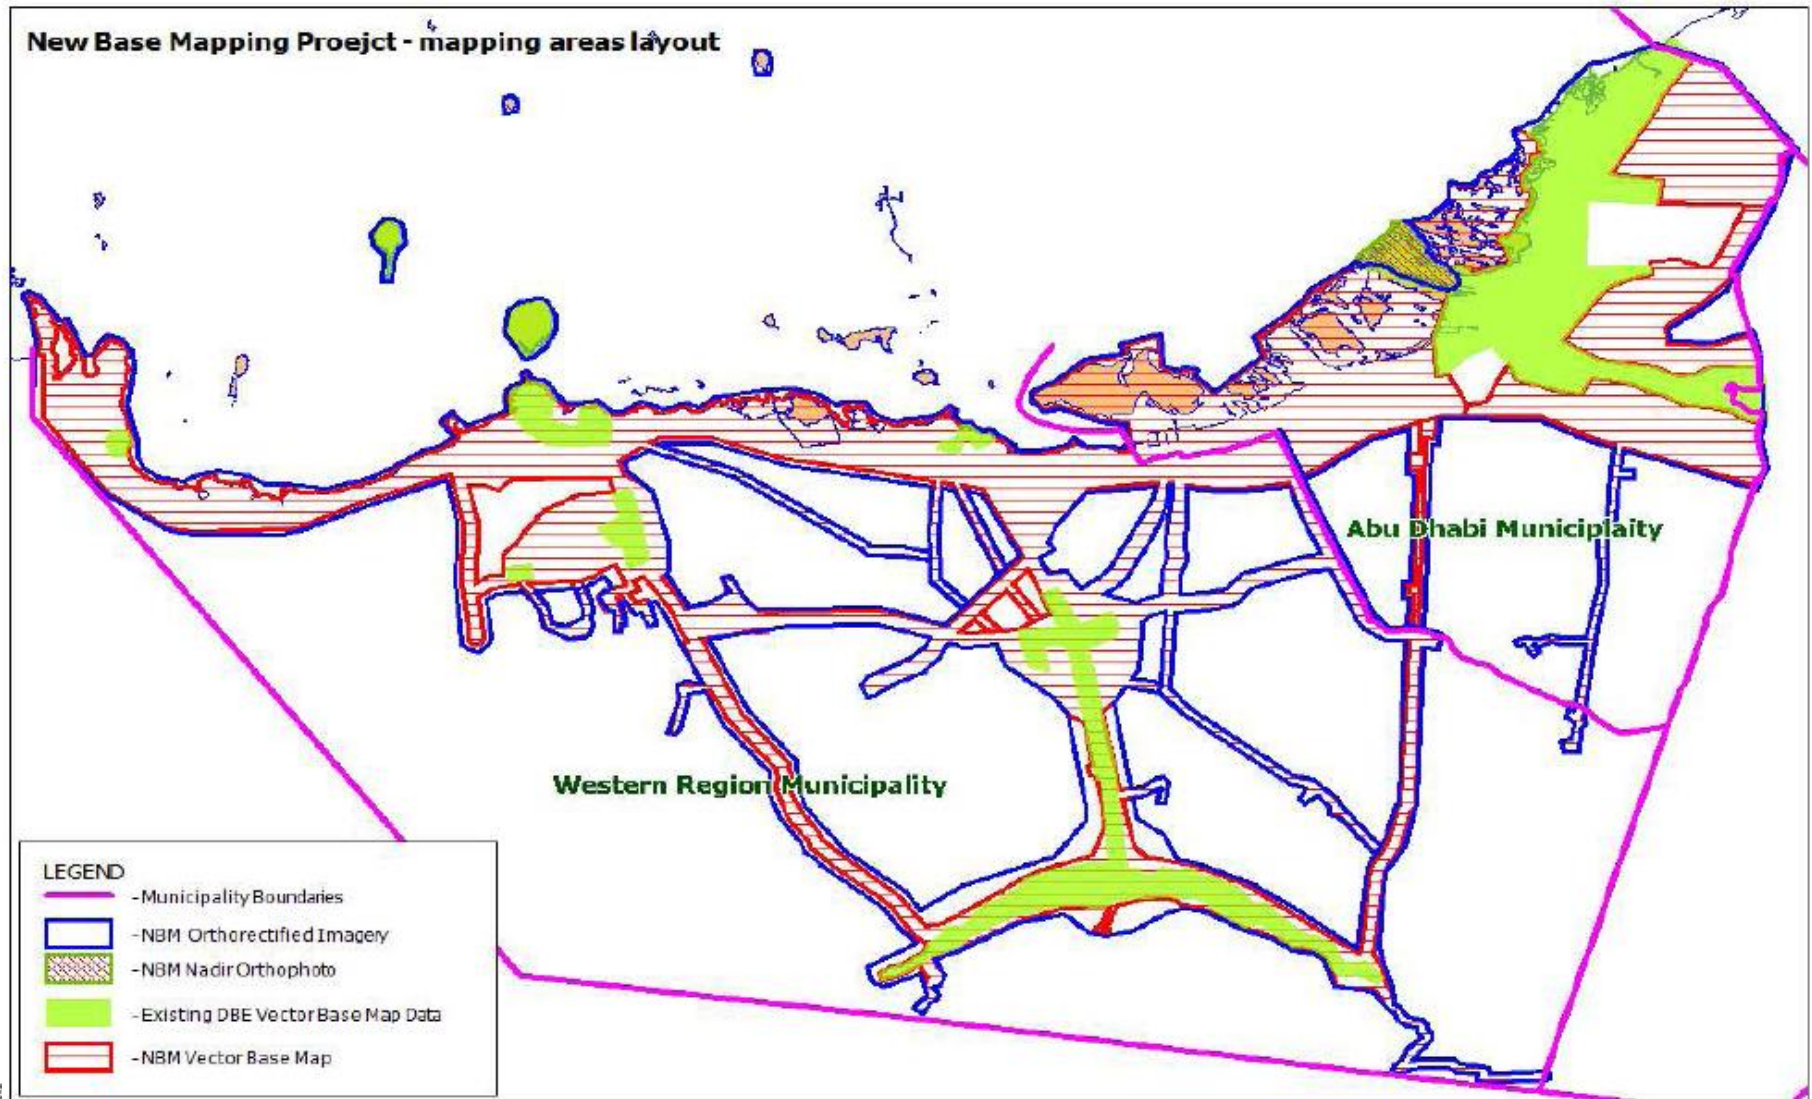 New Base Mapping Proejct - mapping areas layout
Abu Dhabi Municiplaity
Western Region Municipality
LEGEND
-Municipality Boundaries
-NBM Orthorectified Imagery
-NBM Nadir Orthophoto
-Existing DBE Vector Base Map Data
-NBM Vector Base Map